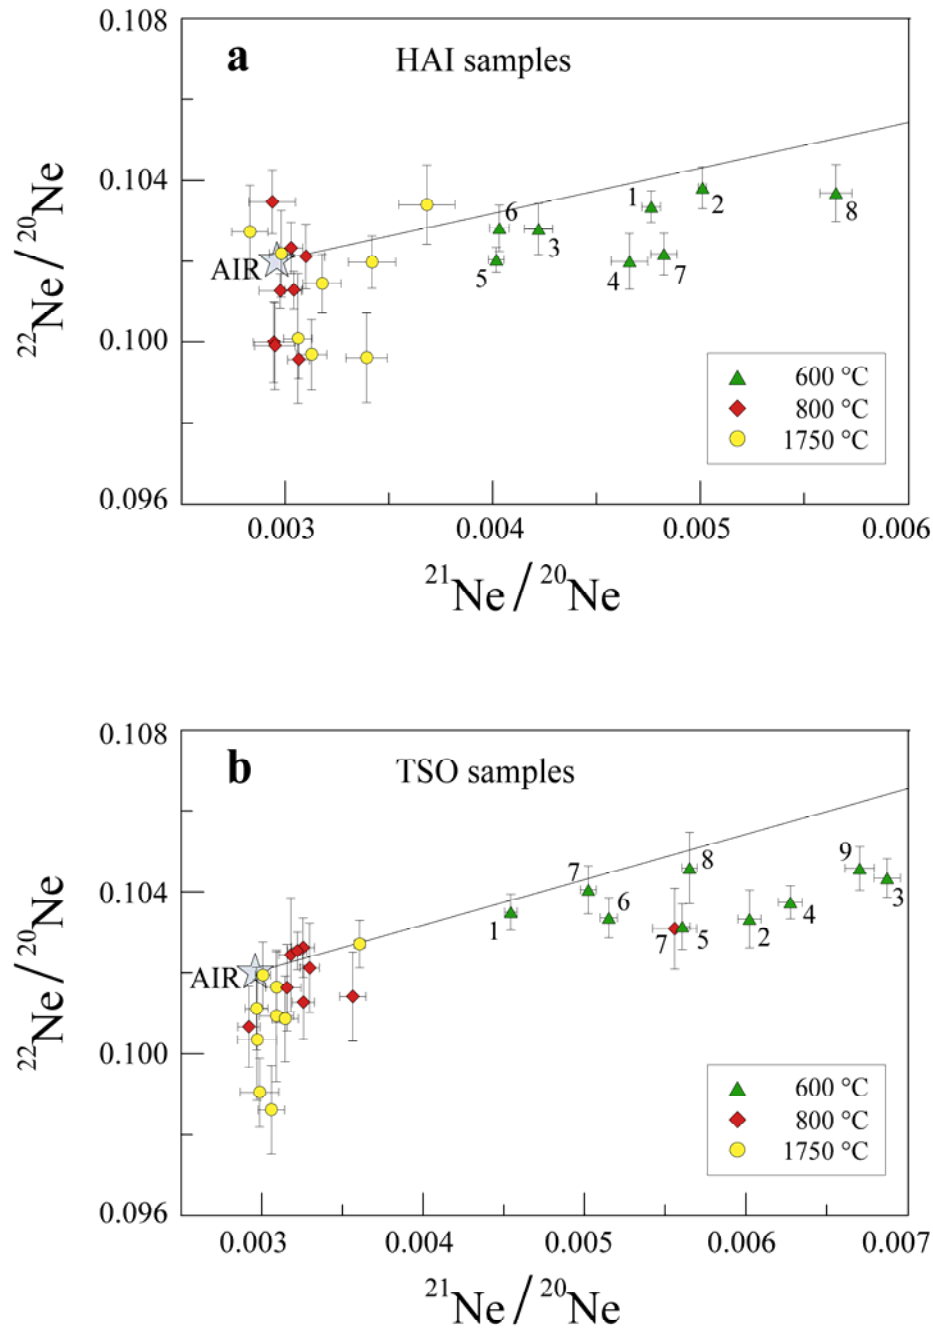 0.108
a
HAI samples
0.104
0.100
0.096
22Ne / 20Ne
AIR
6
3
5
1
2
4
7
8
600 °C
800 °C
1750 °C
0.003
0.004
0.005
0.006
21Ne / 20Ne
0.108
b
TSO samples
0.104
0.100
0.096
22Ne / 20Ne
AIR
1
7
6
8
7
5
2
4
9
3
600 °C
800 °C
1750 °C
0.003
0.004
0.005
0.006
0.007
21Ne / 20Ne